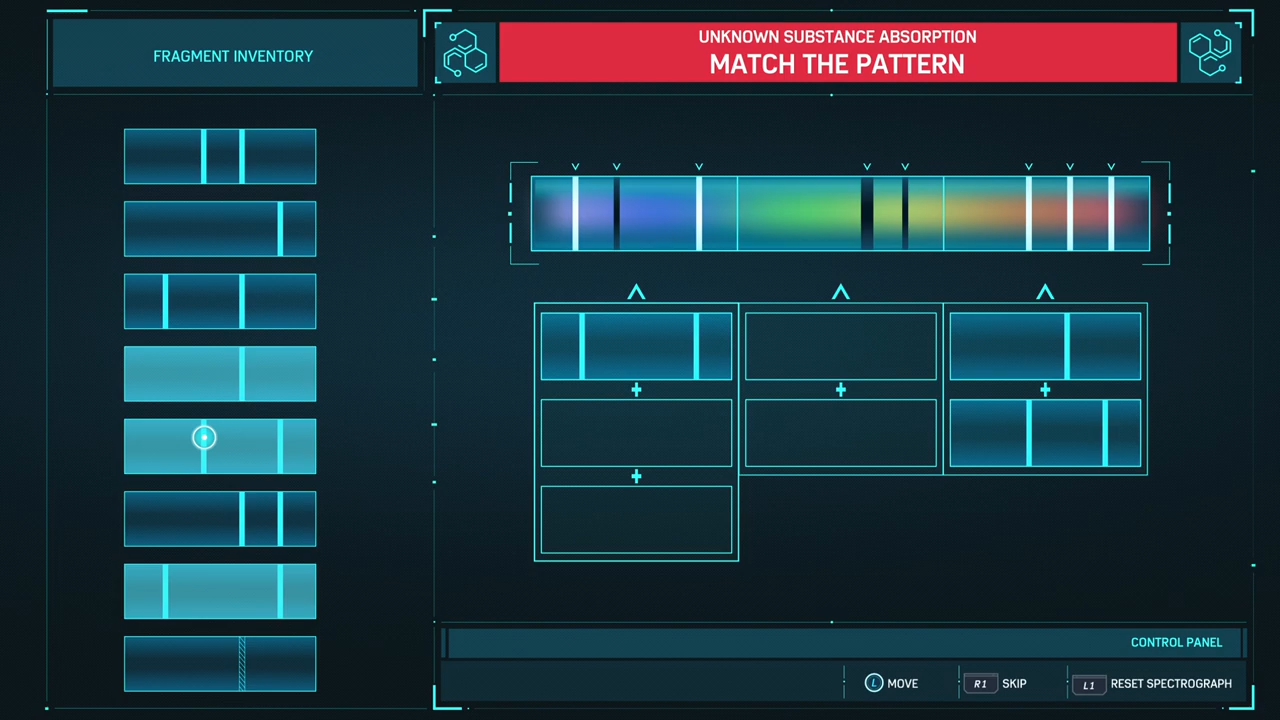 FRAGMENT INVENTORY
UNKNOWN SUBSTANCE ABSORPTION
MATCH THE PATTERN
CONTROL PANEL
L MOVE
R1 SKIP
L1 RESET SPECTROGRAPH